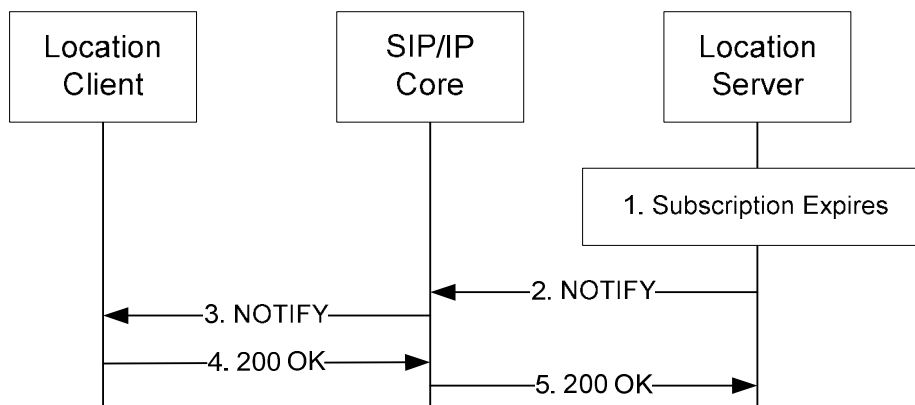 Location
Client
SIP/IP
Core
Location
Server
1. Subscription Expires
2. NOTIFY
3. NOTIFY
4. 200 OK
5. 200 OK